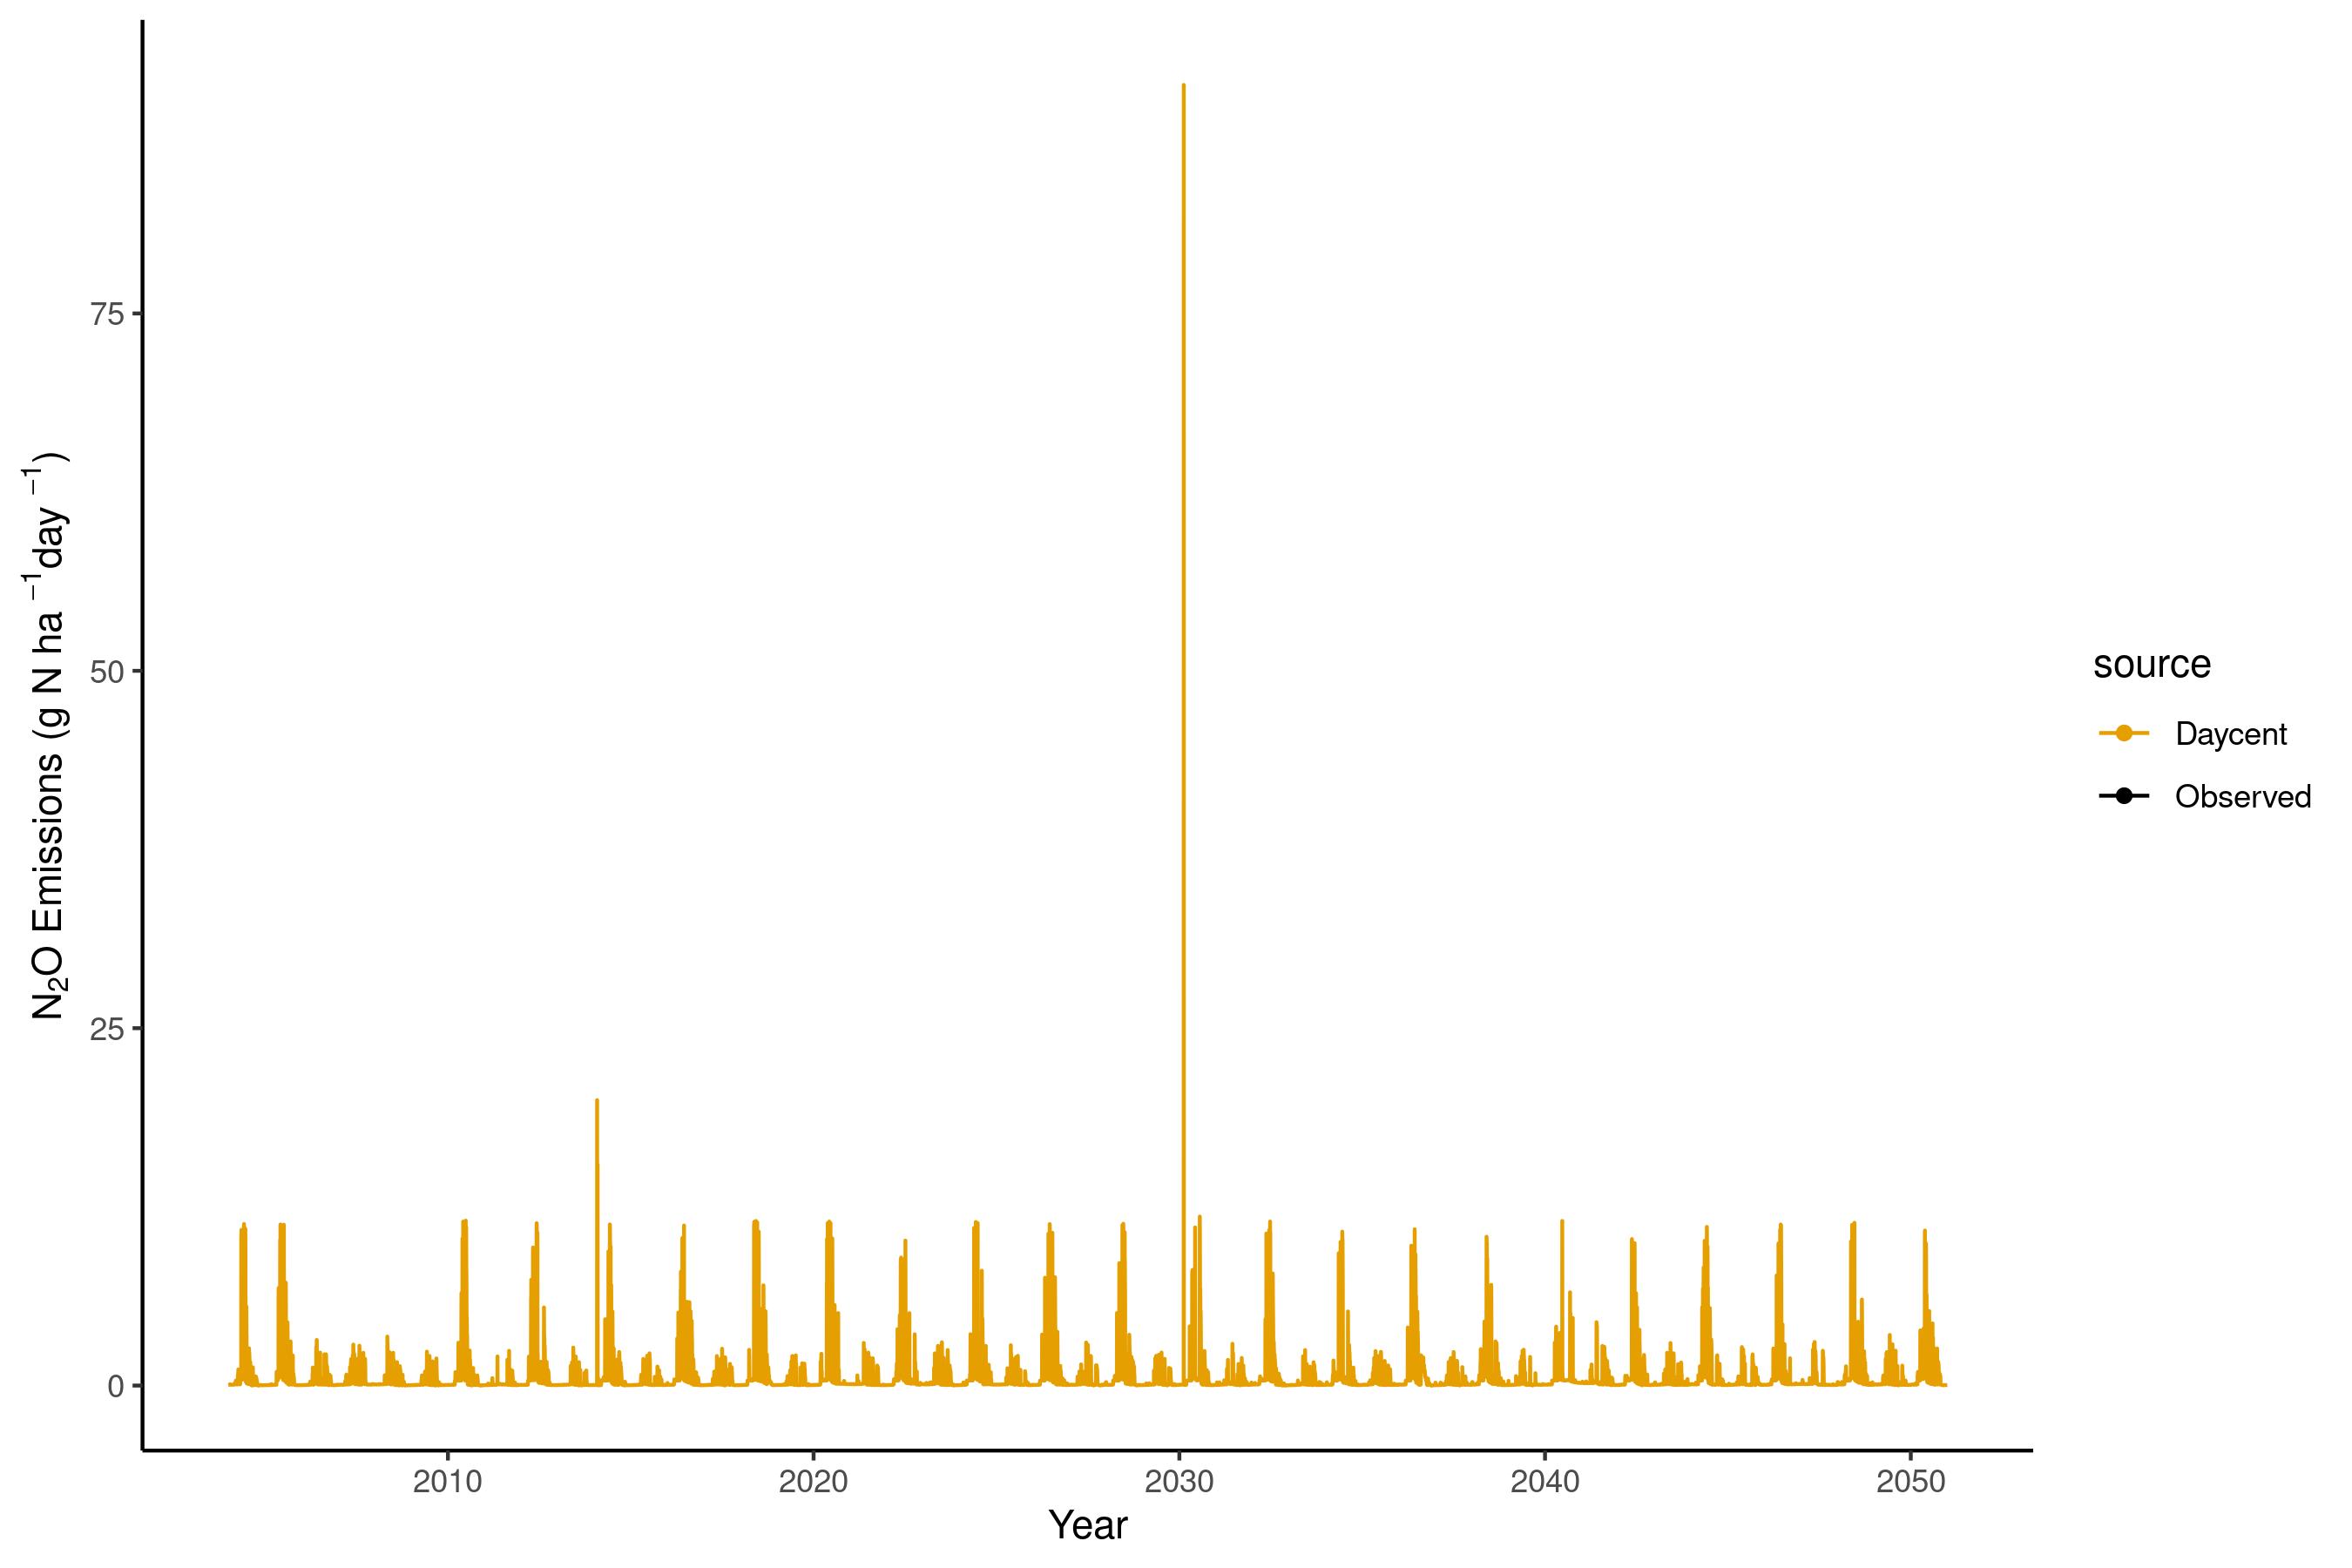 N₂O Emissions (g N ha ⁻¹day ⁻¹)
75
50
25
0
2010 2020 2030 2040 2050
Year
source
Daycent
Observed